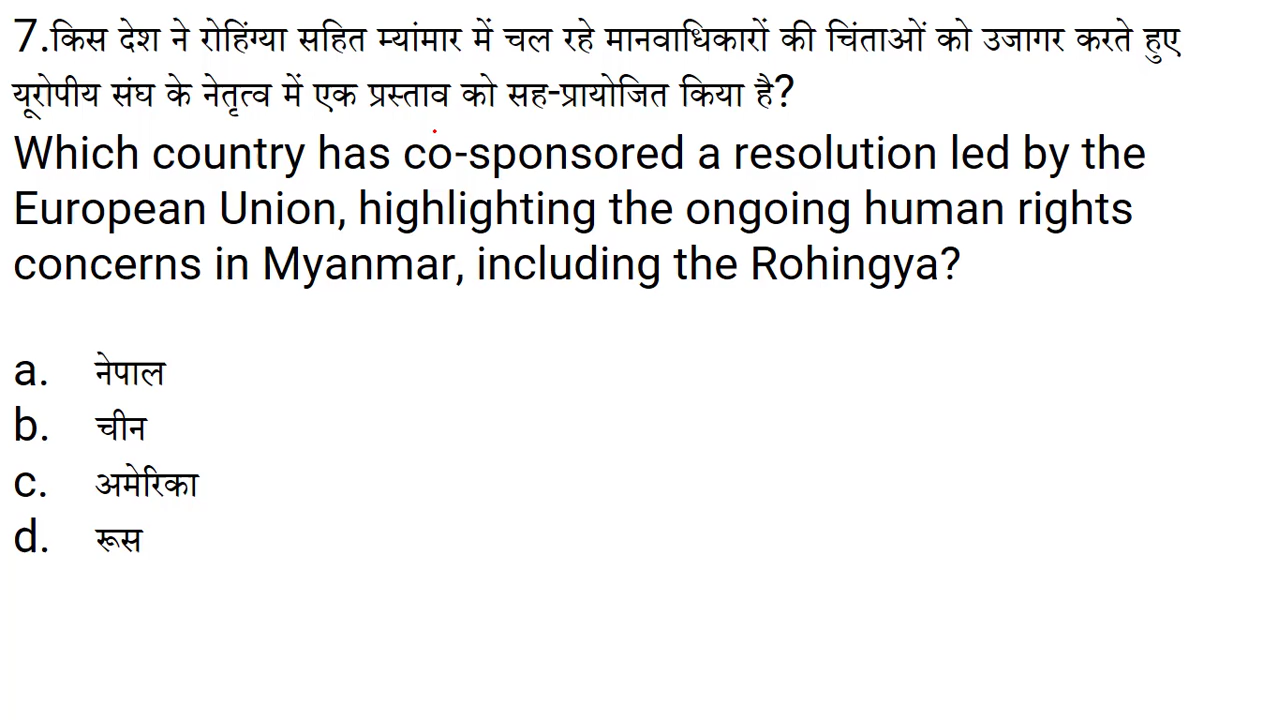 7.किस देश ने रोहिंग्या सहित म्यांमार में चल रहे मानवाधिकारों की चिंताओं को उजागर करते हुए
यूरोपीय संघ के नेतृत्व में एक प्रस्ताव को सह-प्रायोजित किया है?
Which country has co-sponsored a resolution led by the
European Union, highlighting the ongoing human rights
concerns in Myanmar, including the Rohingya?
a. नेपाल
b. चीन
c. अमेरिका
d. रूस